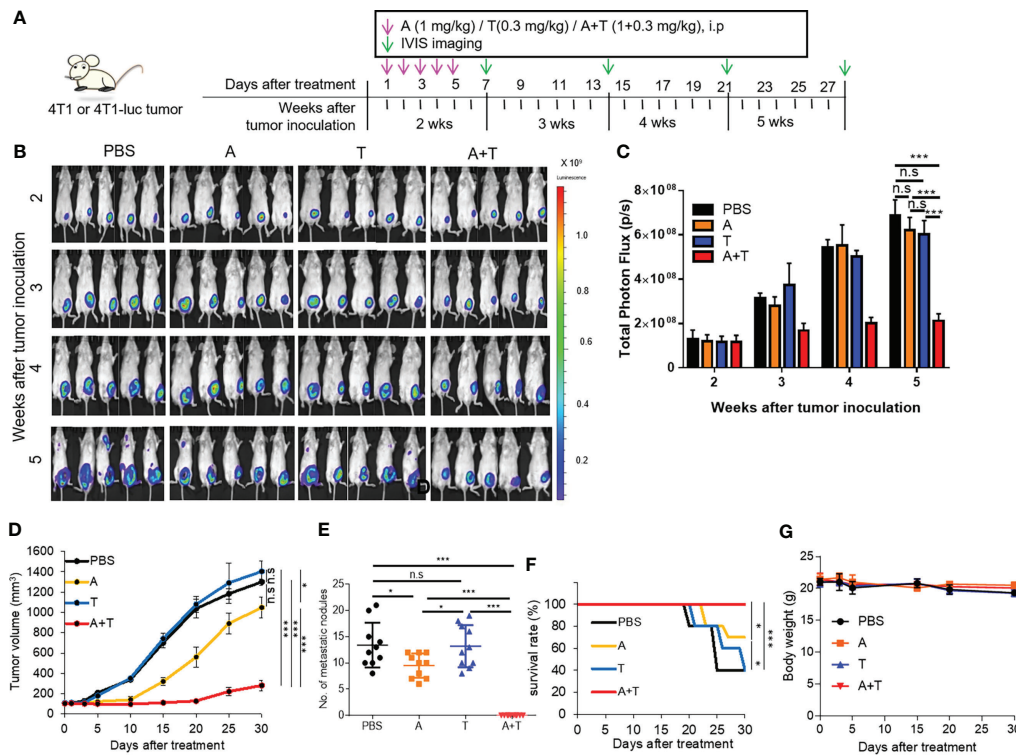 A
A (1 mg/kg) / T(0.3 mg/kg) / A+T (1+0.3 mg/kg), i.p
IVIS imaging
Days after treatment 1 3 5 7 9 11 13 15 17 19 21 23 25 27
4T1 or 4T1-luc tumor
Weeks after
tumor inoculation 2 wks 3 wks 4 wks 5 wks
B
PBS A T A+T
Weeks after tumor inoculation
2
3
4
5
X 10⁹
Luminescence
1.0
0.8
0.6
0.4
0.2
D
C
Total Photon Flux (p/s)
8×10⁰⁸
6×10⁰⁸
4×10⁰⁸
2×10⁰⁸
0
PBS
A
T
A+T
***
n.s
n.s ***
n.s
***
2 3 4 5
Weeks after tumor inoculation
D
Tumor volume (mm³)
1600
1400
1200
1000
800
600
400
200
0
PBS
A
T
A+T
n.s n.s
*
***
***
***
0 5 10 15 20 25 30
Days after treatment
E
No. of metastatic nodules
25
20
15
10
5
0
***
n.s
***
* * ***
PBS A T A+T
F
survival rate (%)
100
80
60
40
20
0
PBS
A
T
A+T
*
***
*
0 5 10 15 20 25 30
Days after treatment
G
Body weight (g)
25
20
15
10
5
0
PBS
A
T
A+T
0 5 10 15 20 25 30
Days after treatment